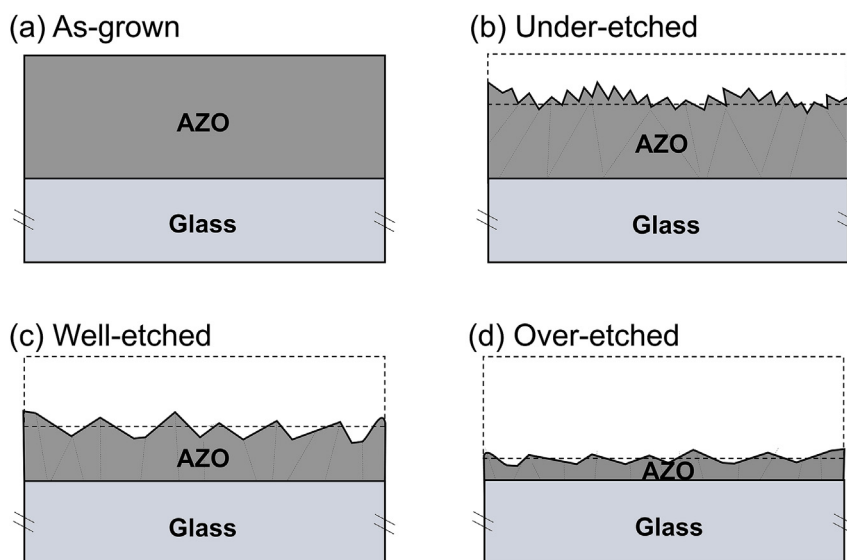 (a) As-grown
AZO
Glass
(b) Under-etched
AZO
Glass
(c) Well-etched
AZO
Glass
(d) Over-etched
AZO
Glass